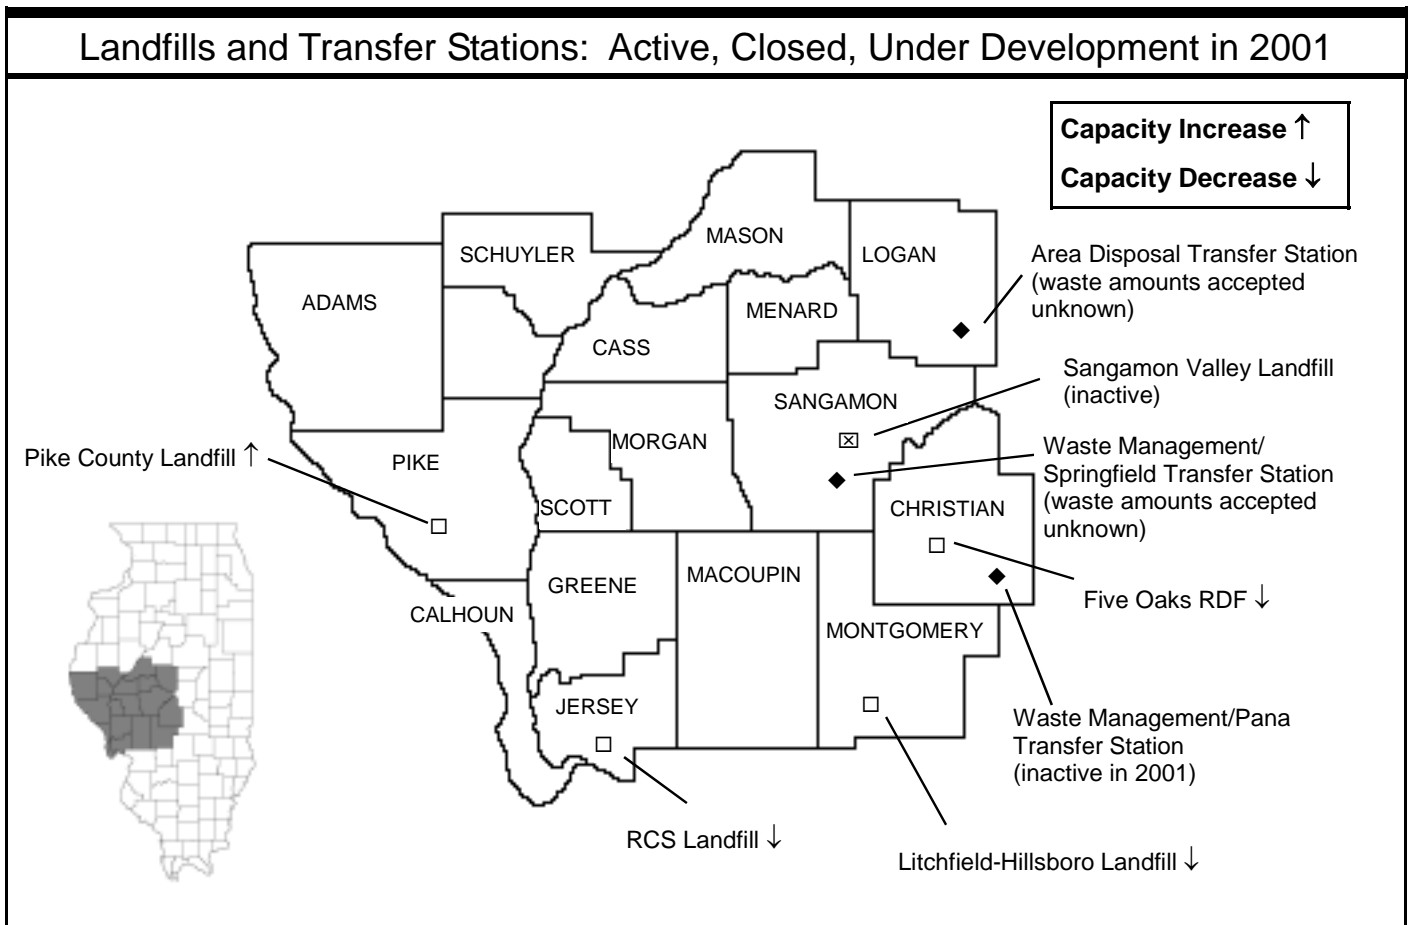 Landfills and Transfer Stations:  Active, Closed, Under Development in 2001
Capacity Increase ↑
Capacity Decrease ↓
MASON
SCHUYLER
LOGAN
Area Disposal Transfer Station
(waste amounts accepted
unknown)
ADAMS
MENARD
CASS
Sangamon Valley Landfill
(inactive)
SANGAMON
MORGAN
Waste Management/
Springfield Transfer Station
(waste amounts accepted
unknown)
Pike County Landfill ↑
PIKE
SCOTT
CHRISTIAN
GREENE
MACOUPIN
Five Oaks RDF ↓
CALHOUN
MONTGOMERY
JERSEY
Waste Management/Pana
Transfer Station
(inactive in 2001)
RCS Landfill ↓
Litchfield-Hillsboro Landfill ↓